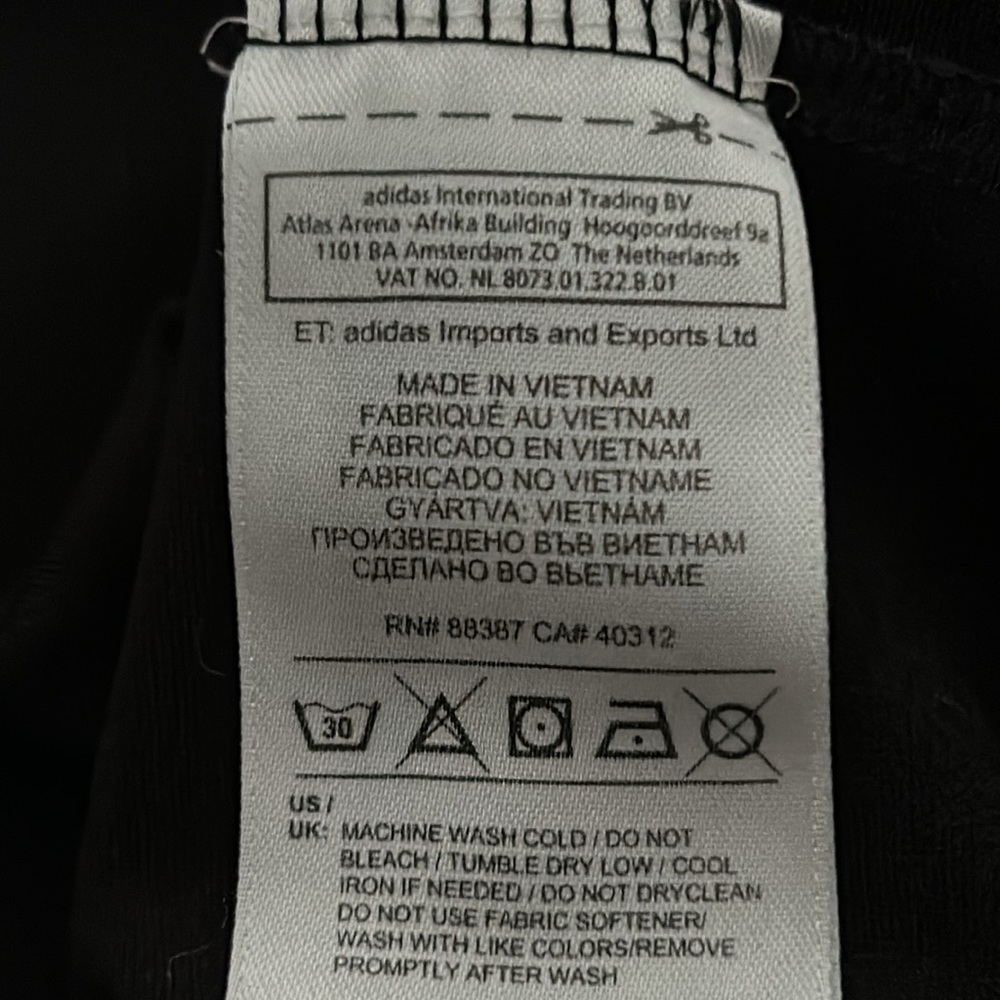 adidas International Trading BV
Atlas Arena -Afrika Building Hoogoorddreef 9a
1101 BA Amsterdam ZO The Netherlands
VAT NO. NL 8073.01.322.B.01
ET: adidas Imports and Exports Ltd
MADE IN VIETNAM
FABRIQUÉ AU VIETNAM
FABRICADO EN VIETNAM
FABRICADO NO VIETNAME
GYÁRTVA: VIETNÁM
ПРОИЗВЕДЕНО ВЪВ ВИЕТНАМ
СДЕЛАНО ВО ВЬЕТНАМЕ
RN# 88387 CA# 40312
30
US /
UK: MACHINE WASH COLD / DO NOT
BLEACH / TUMBLE DRY LOW / COOL
IRON IF NEEDED / DO NOT DRYCLEAN
DO NOT USE FABRIC SOFTENER/
WASH WITH LIKE COLORS/REMOVE
PROMPTLY AFTER WASH